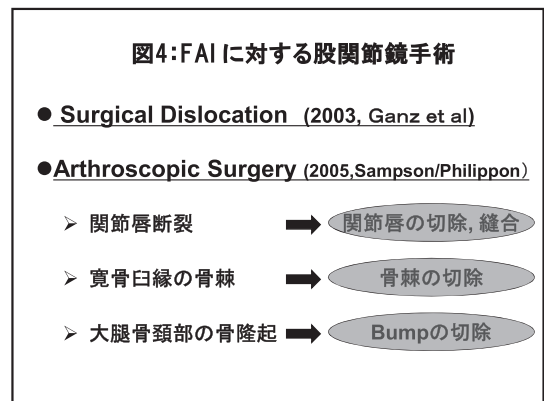 図4:FAIに対する股関節鏡手術
● Surgical Dislocation (2003, Ganz et al)
●Arthroscopic Surgery (2005,Sampson/Philippon)
➢ 関節唇断裂 ➡ 関節唇の切除, 縫合
➢ 寛骨臼縁の骨棘 ➡ 骨棘の切除
➢ 大腿骨頚部の骨隆起 ➡ Bumpの切除